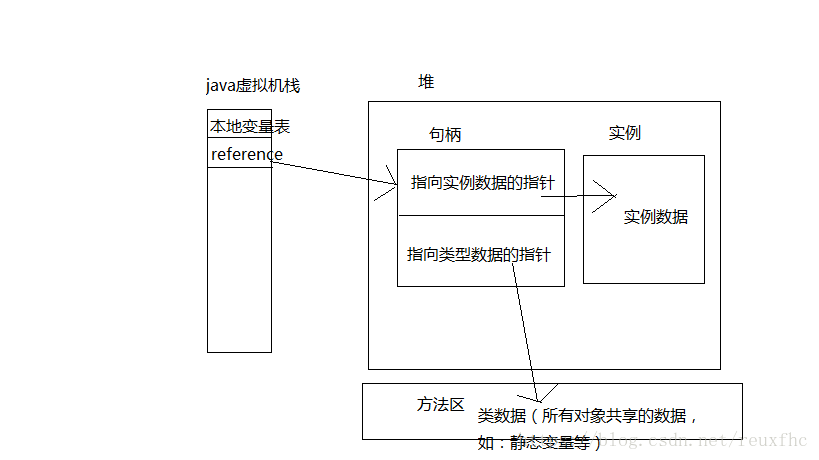 java虚拟机栈
堆
本地变量表
reference
句柄
实例
指向实例数据的指针
实例数据
指向类型数据的指针
方法区
类数据（所有对象共享的数据，
如：静态变量等）
blog.csdn.net/reuxfhc